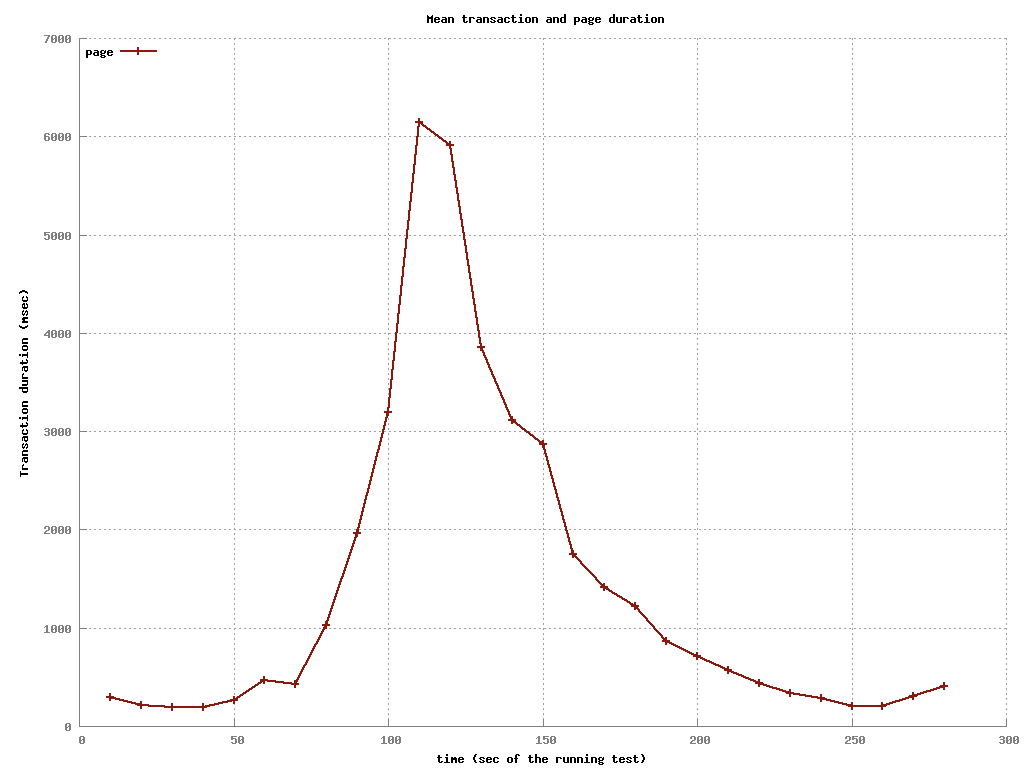 Mean transaction and page duration
page
7000
6000
5000
4000
3000
2000
1000
0
Transaction duration (msec)
0 50 100 150 200 250 300
time (sec of the running test)